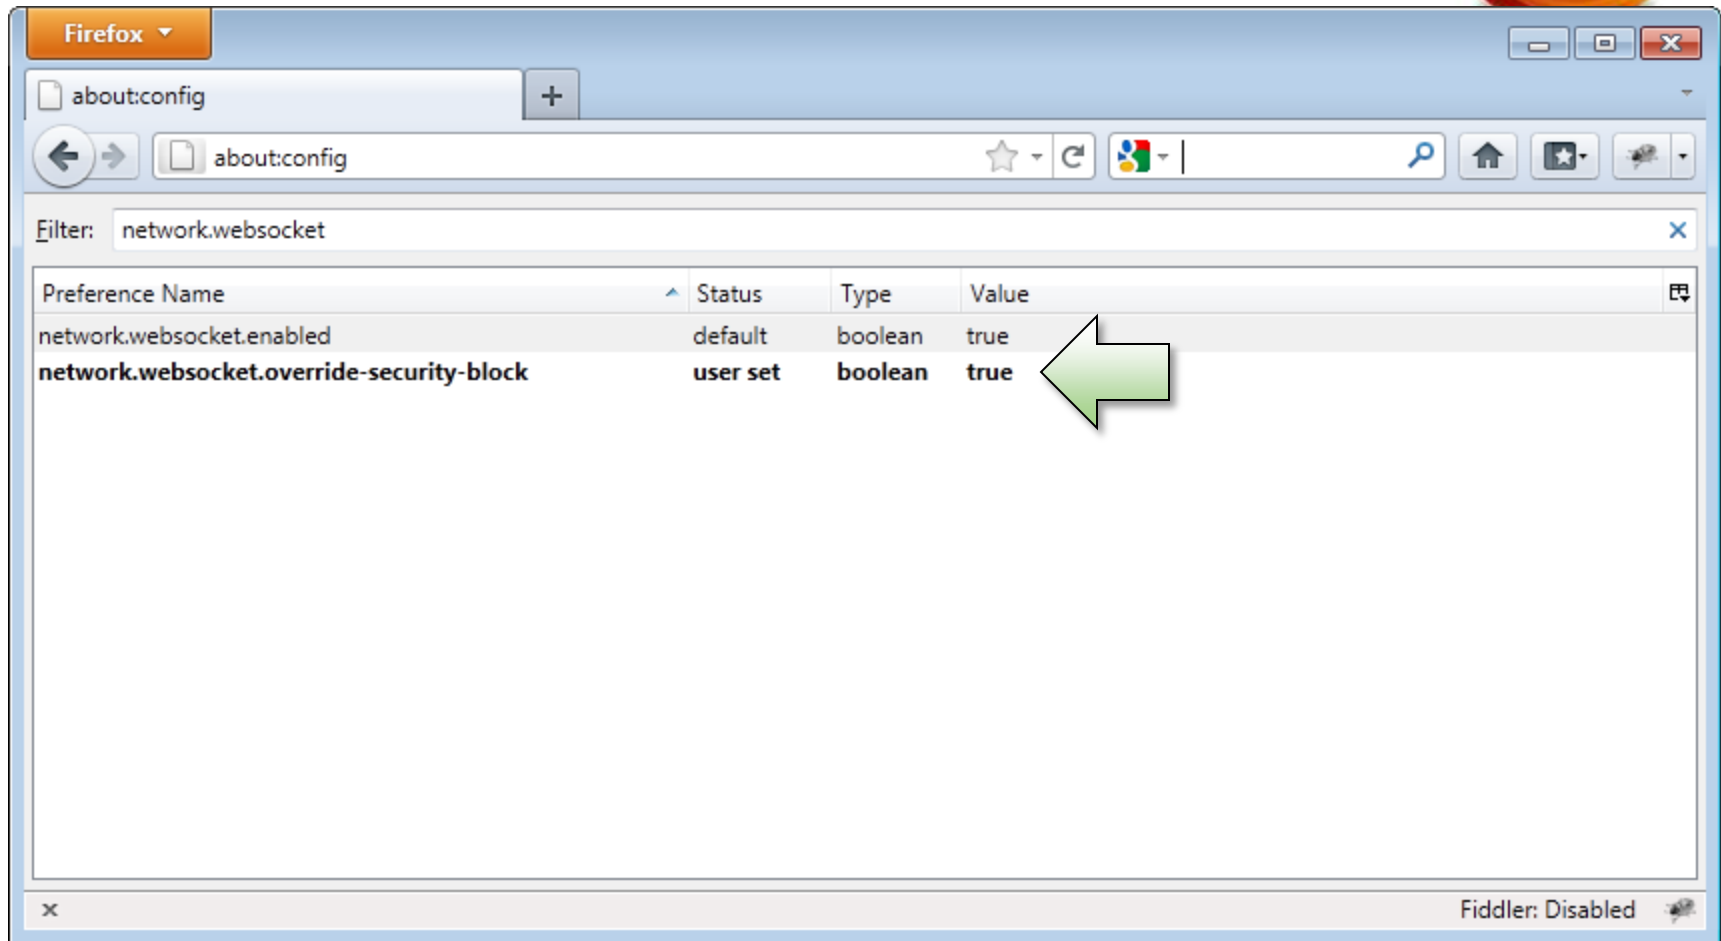 Firefox
about:config
about:config
Filter: network.websocket
Preference Name Status Type Value
network.websocket.enabled default boolean true
network.websocket.override-security-block user set boolean true
Fiddler: Disabled